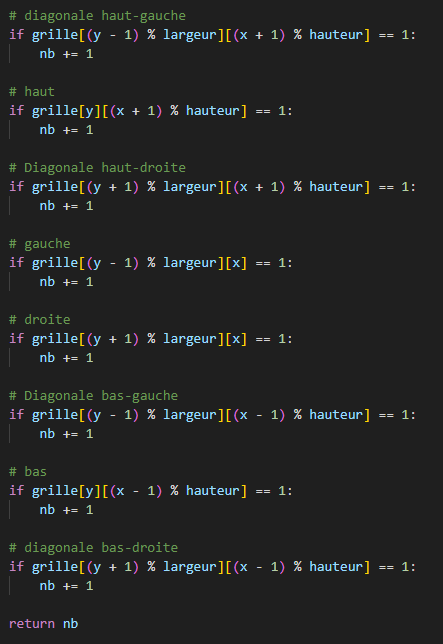 # diagonale haut-gauche
if grille[(y - 1) % largeur][(x + 1) % hauteur] == 1:
    nb += 1

# haut
if grille[y][(x + 1) % hauteur] == 1:
    nb += 1

# Diagonale haut-droite
if grille[(y + 1) % largeur][(x + 1) % hauteur] == 1:
    nb += 1

# gauche
if grille[(y - 1) % largeur][x] == 1:
    nb += 1

# droite
if grille[(y + 1) % largeur][x] == 1:
    nb += 1

# Diagonale bas-gauche
if grille[(y - 1) % largeur][(x - 1) % hauteur] == 1:
    nb += 1

# bas
if grille[y][(x - 1) % hauteur] == 1:
    nb += 1

# diagonale bas-droite
if grille[(y + 1) % largeur][(x - 1) % hauteur] == 1:
    nb += 1

return nb